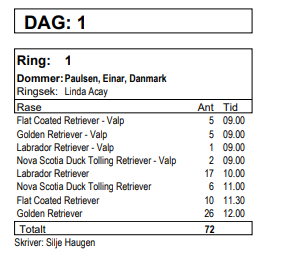 DAG: 1
Ring: 1
Dommer: Paulsen, Einar, Danmark
Ringsek: Linda Acay
Rase Ant Tid
Flat Coated Retriever - Valp 5 09.00
Golden Retriever - Valp 5 09.00
Labrador Retriever - Valp 1 09.00
Nova Scotia Duck Tolling Retriever - Valp 2 09.00
Labrador Retriever 17 10.00
Nova Scotia Duck Tolling Retriever 6 11.00
Flat Coated Retriever 10 11.30
Golden Retriever 26 12.00
Totalt 72
Skriver: Silje Haugen